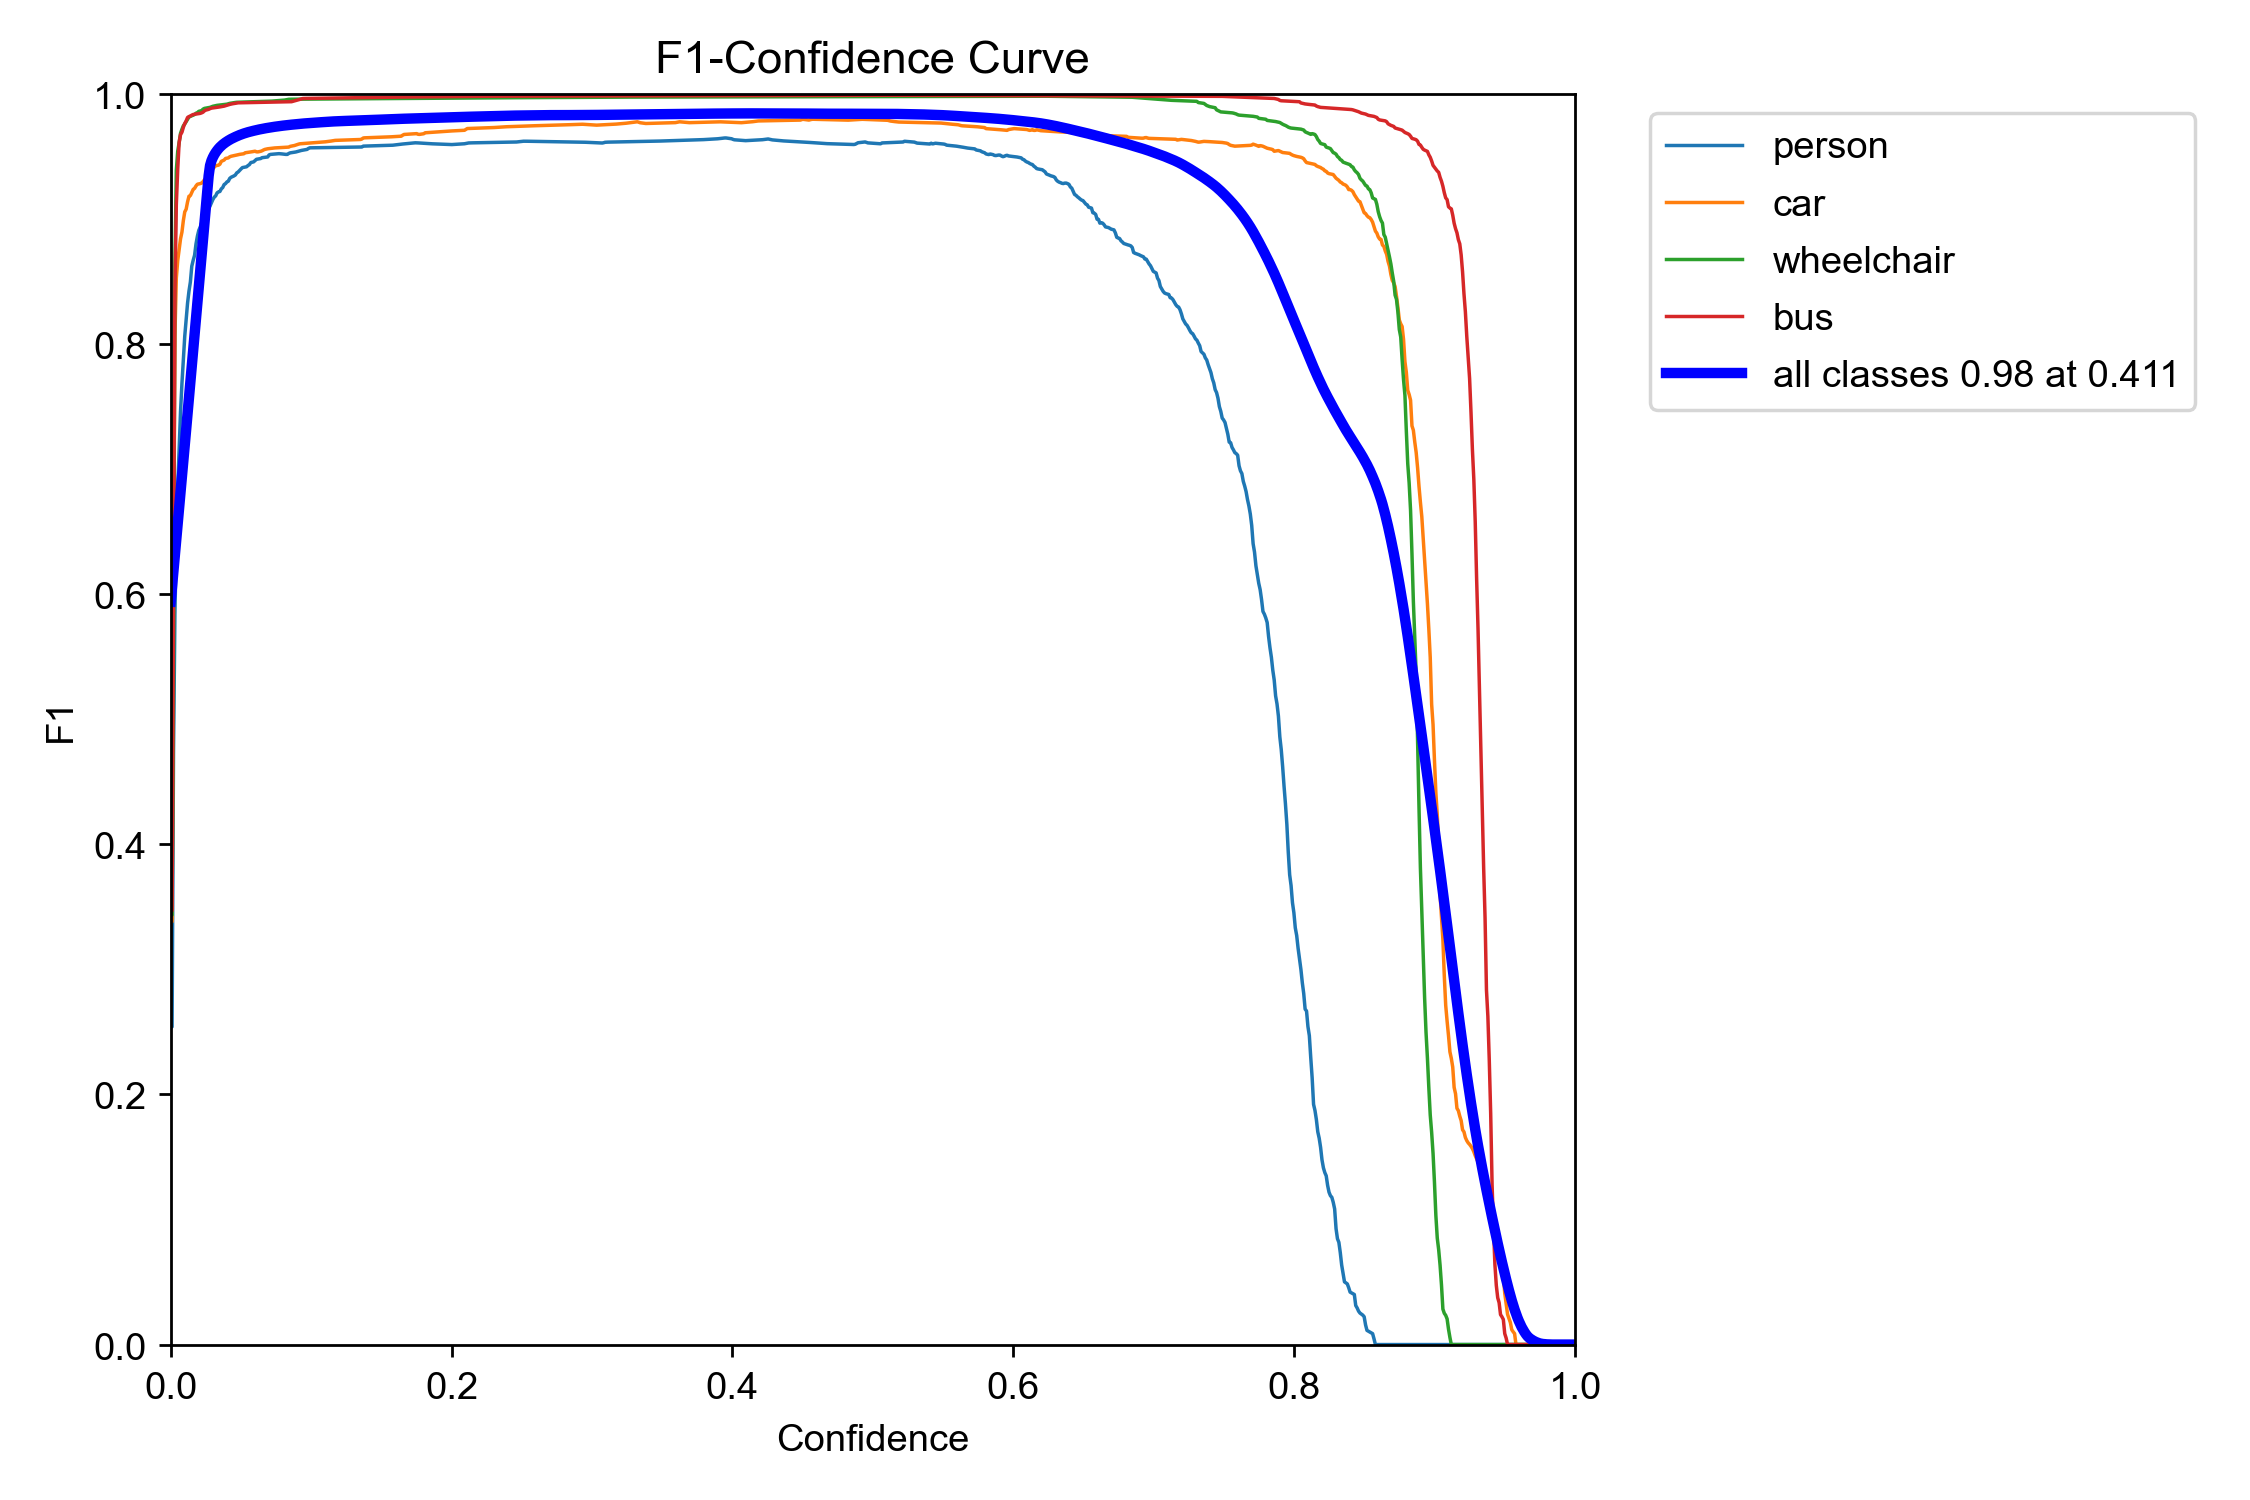 F1-Confidence Curve
1.0
0.8
0.6
0.4
0.2
0.0
F1
0.0 0.2 0.4 0.6 0.8 1.0
Confidence
person
car
wheelchair
bus
all classes 0.98 at 0.411